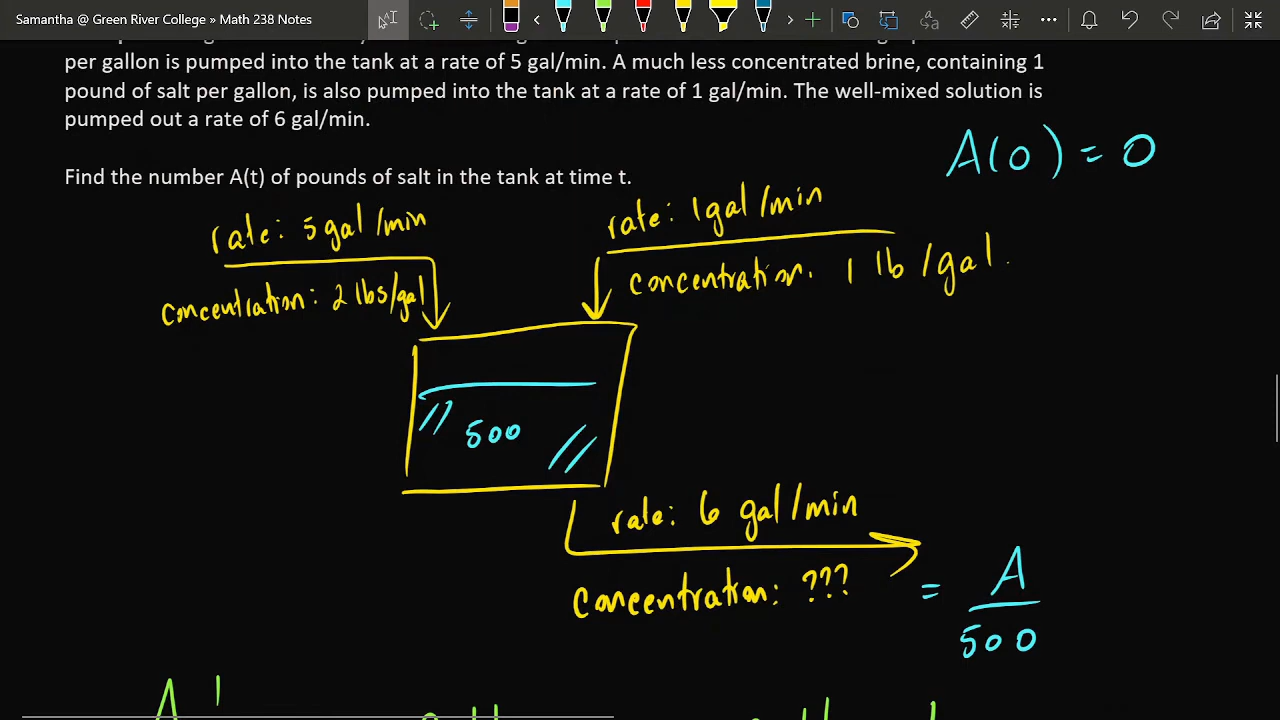 Samantha @ Green River College » Math 238 Notes
per gallon is pumped into the tank at a rate of 5 gal/min. A much less concentrated brine, containing 1
pound of salt per gallon, is also pumped into the tank at a rate of 1 gal/min. The well-mixed solution is
pumped out a rate of 6 gal/min.
A(0) = 0
Find the number A(t) of pounds of salt in the tank at time t.
rate: 5 gal/min
rate: 1 gal/min
concentration: 2 lbs/gal
concentration: 1 lb/gal.
500
rate: 6 gal/min
concentration: ??? = A
500